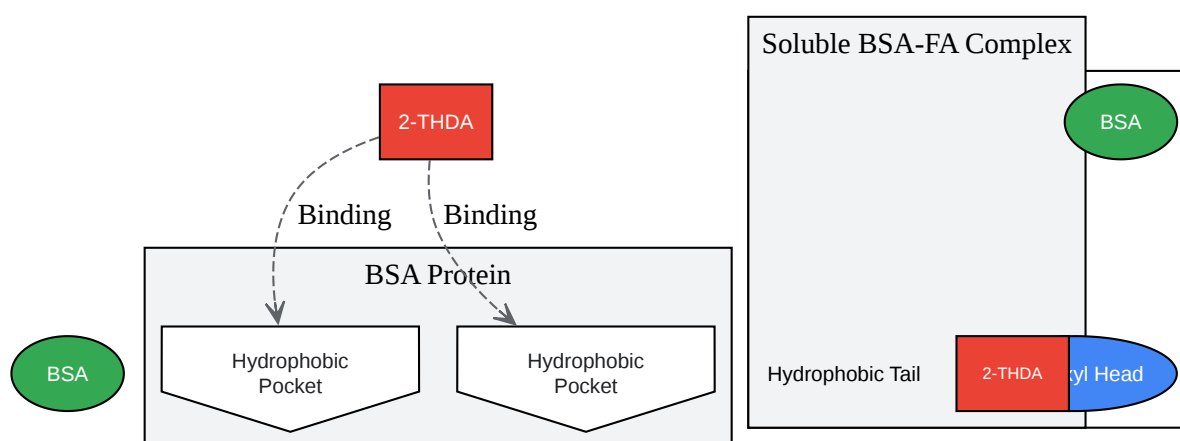 Soluble BSA-FA Complex
2-THDA
BSA
Binding
Binding
BSA Protein
Hydrophobic
Pocket
Hydrophobic
Pocket
BSA
Hydrophobic Tail
2-THDA
Head